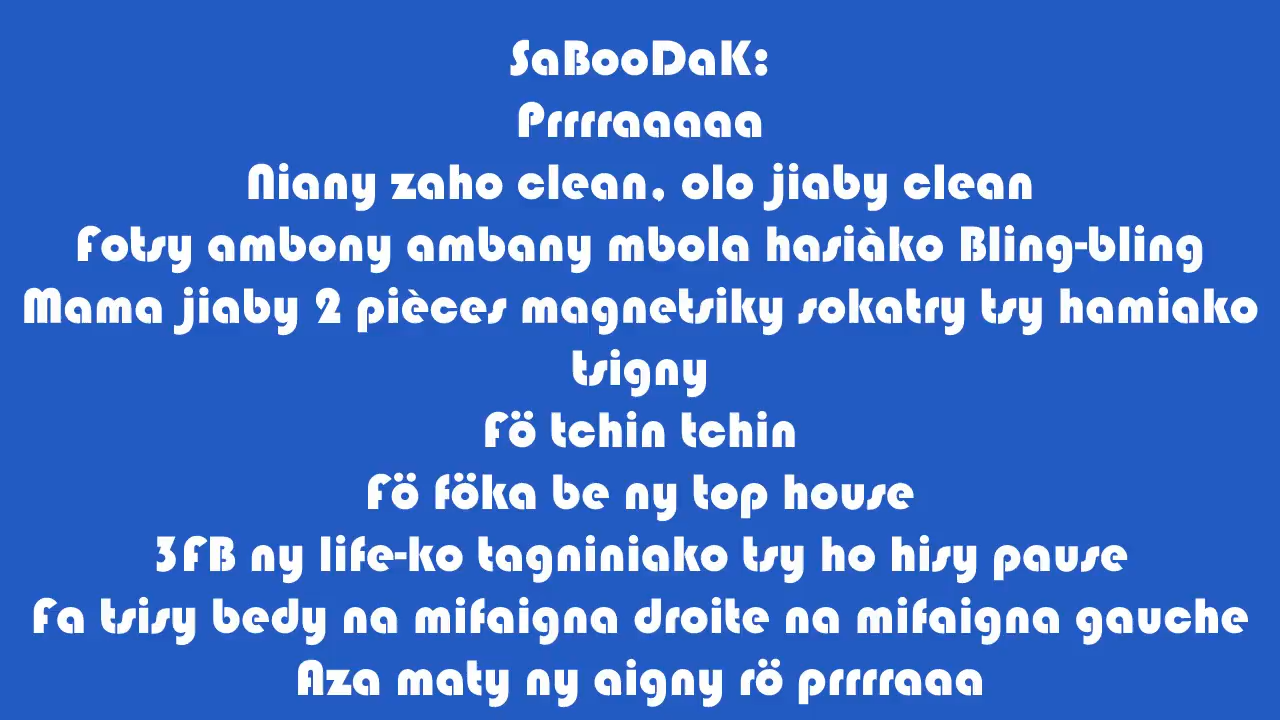 SaBooDaK:
Prrrraaaaa
Niany zaho clean, olo jiaby clean
Fotsy ambony ambany mbola hasiàko Bling-bling
Mama jiaby 2 pièces magnetsiky sokatry tsy hamiako
tsigny
Fö tchin tchin
Fö föka be ny top house
3FB ny life-ko tagniniako tsy ho hisy pause
Fa tsisy bedy na mifaigna droite na mifaigna gauche
Aza maty ny aigny rö prrrraaa